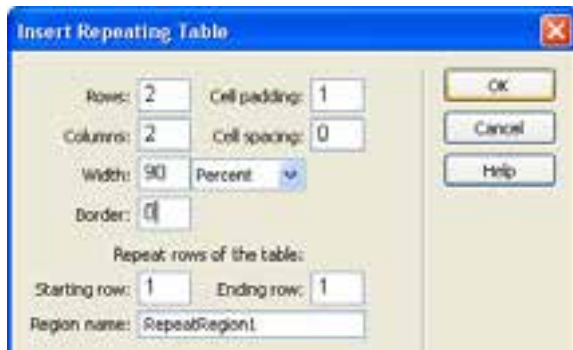 Insert Repeating Table
Rows: 2 Cell padding: 1 OK
Columns: 2 Cell spacing: 0 Cancel
Width: 90 Percent Help
Border: 0
Repeat rows of the table:
Starting row: 1 Ending row: 1
Region name: RepeatRegion1